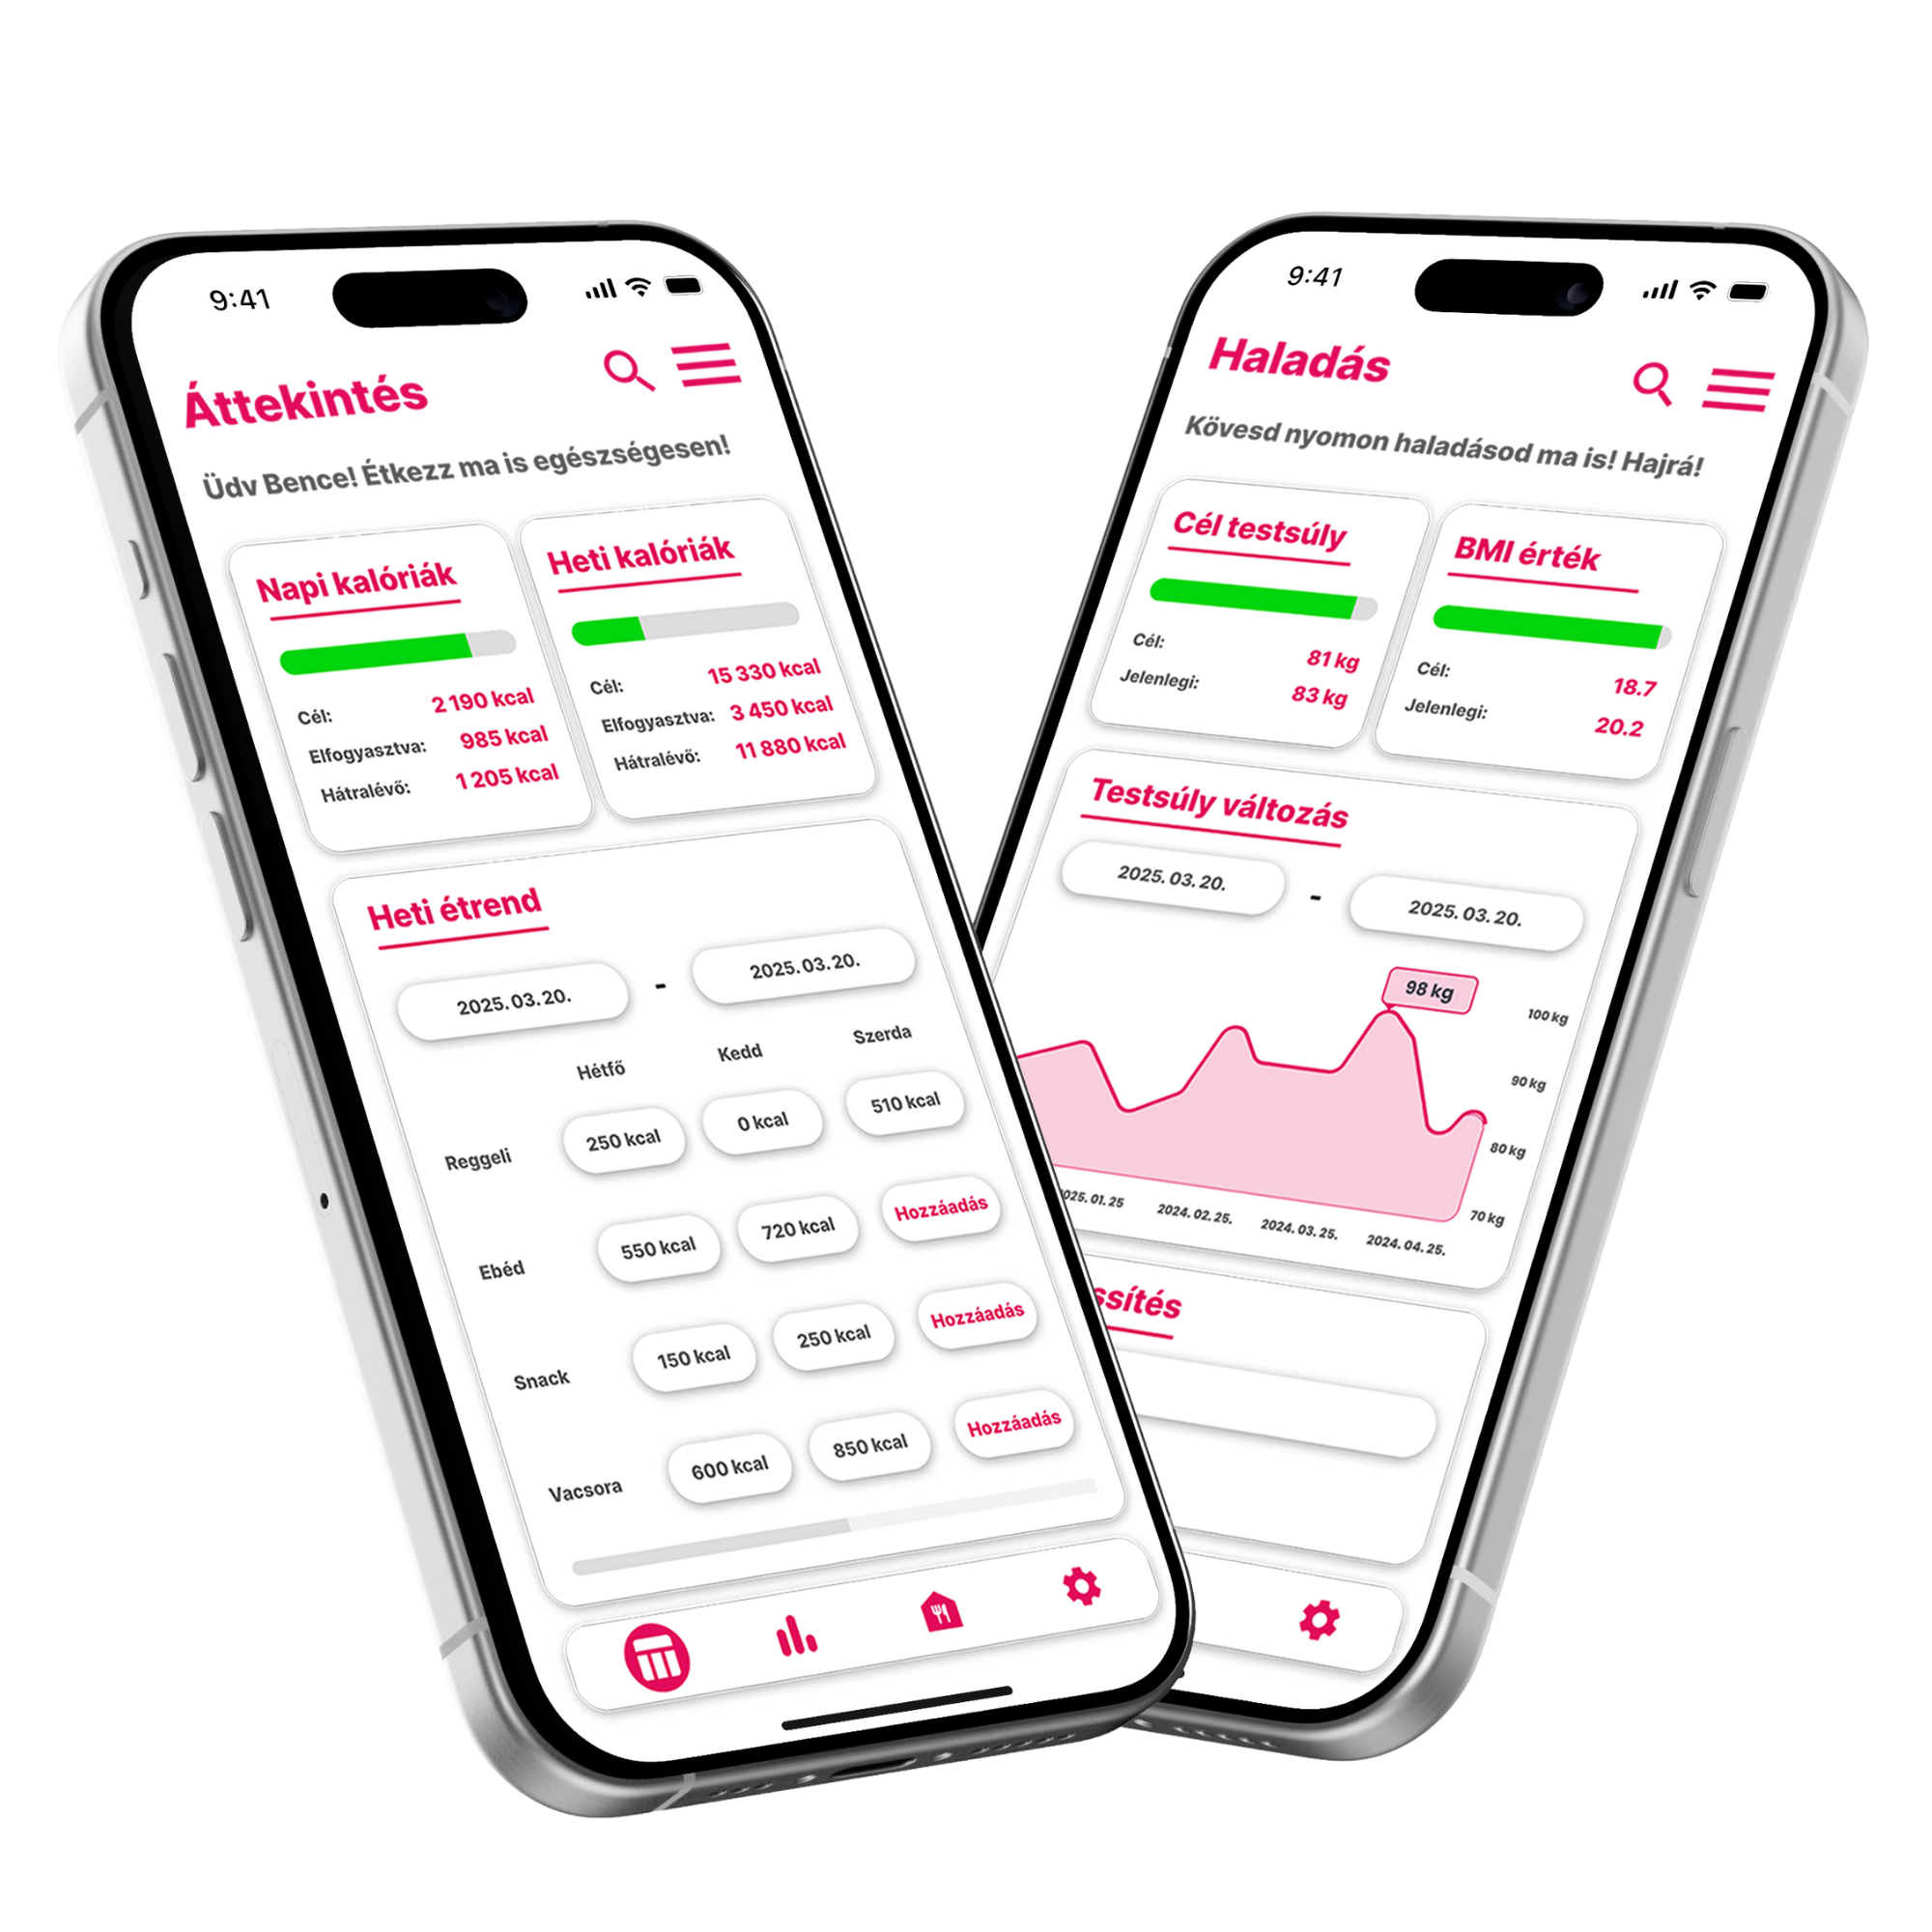 9:41
Áttekintés
Üdv Bence! Étkezz ma is egészségesen!
Napi kalóriák
Cél: 2 190 kcal
Elfogyasztva: 985 kcal
Hátralévő: 1 205 kcal
Heti kalóriák
Cél: 15 330 kcal
Elfogyasztva: 3 450 kcal
Hátralévő: 11 880 kcal
Heti étrend
2025. 03. 20. - 2025. 03. 20.
Hétfő Kedd Szerda
Reggeli 250 kcal 0 kcal 510 kcal
Ebéd 550 kcal 720 kcal Hozzáadás
Snack 150 kcal 250 kcal Hozzáadás
Vacsora 600 kcal 850 kcal Hozzáadás
9:41
Haladás
Kövesd nyomon haladásod ma is! Hajrá!
Cél testsúly
Cél: 81 kg
Jelenlegi: 83 kg
BMI érték
Cél: 18.7
Jelenlegi: 20.2
Testsúly változás
2025. 03. 20. - 2025. 03. 20.
98 kg
100 kg
90 kg
80 kg
70 kg
025. 01. 25 2024. 02. 25. 2024. 03. 25. 2024. 04. 25.
ssítés